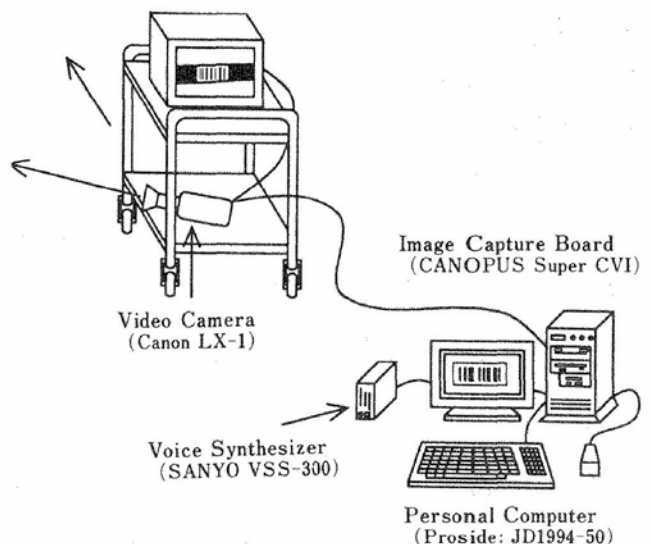 Image Capture Board
(CANOPUS Super CVI)
Video Camera
(Canon LX-1)
Voice Synthesizer
(SANYO VSS-300)
Personal Computer
(Proside: JD1994-50)